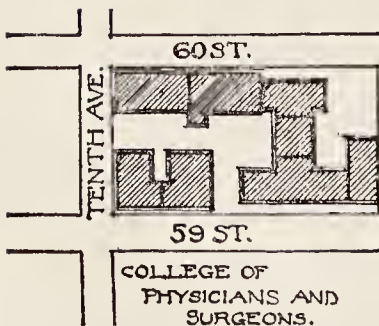 60 ST.
TENTH AVE.
59 ST.
COLLEGE OF
PHYSICIANS AND
SURGEONS.